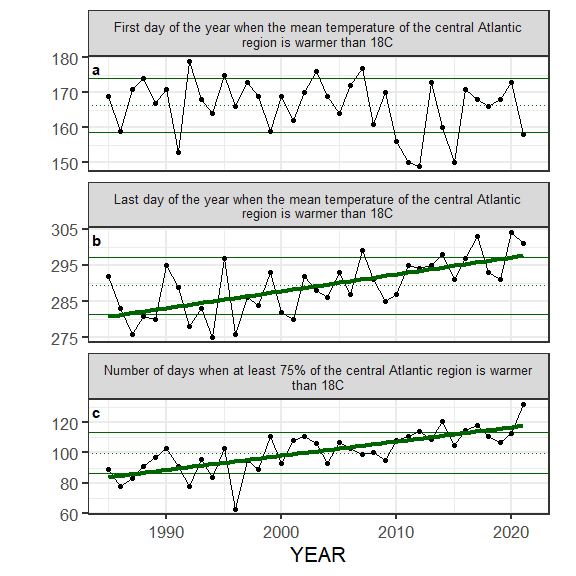 First day of the year when the mean temperature of the central Atlantic
region is warmer than 18C
180
170
160
150
a
Last day of the year when the mean temperature of the central Atlantic
region is warmer than 18C
305
295
285
275
b
Number of days when at least 75% of the central Atlantic region is warmer
than 18C
120
100
80
60
c
1990 2000 2010 2020
YEAR